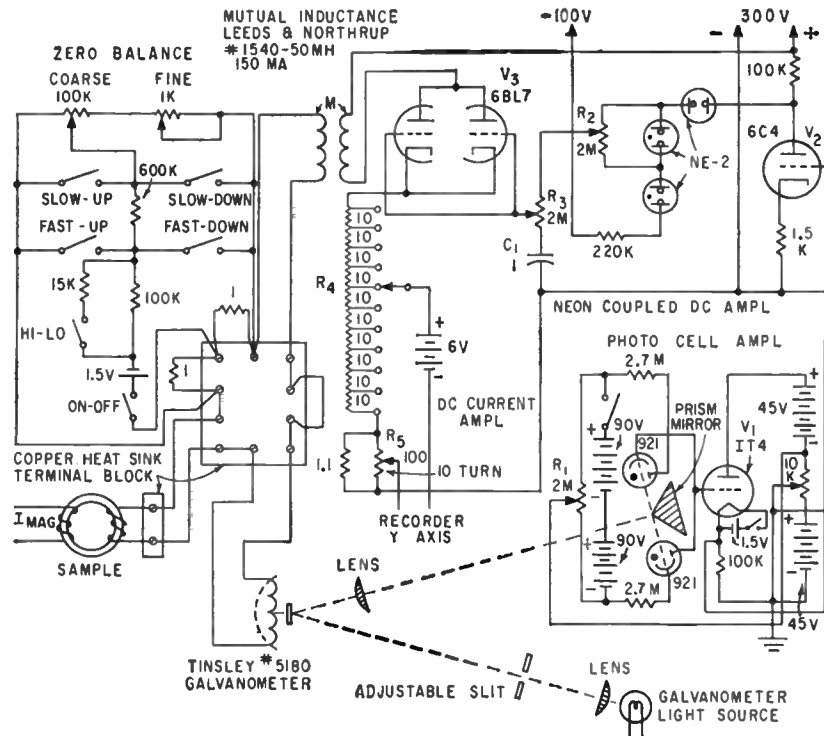 MUTUAL INDUCTANCE
LEEDS & NORTHRUP
#1540-50MH
150 MA
-100V
- 300V +
ZERO BALANCE
COARSE
100K
FINE
1K
M
V3
6BL7
100K
R2
2M
NE-2
6C4
V2
600K
SLOW-UP
SLOW-DOWN
FAST-UP
FAST-DOWN
R3
2M
C1
1
220K
1.5
K
15K
100K
HI-LO
1.5V
ON-OFF
1
1
R4
10
10
10
10
10
10
10
10
10
10
+
6V
-
DC CURRENT
AMPL
NEON COUPLED DC AMPL
PHOTO CELL AMPL
2.7 M
+
90V
-
921
PRISM
MIRROR
V1
IT4
+
45V
-
R1
2M
10
K
COPPER HEAT SINK
TERMINAL BLOCK
1.1
R5
100
10 TURN
RECORDER
Y AXIS
+
90V
-
1.5V
100K
+
-
45V
2.7 M
921
IMAG
SAMPLE
LENS
TINSLEY #5180
GALVANOMETER
ADJUSTABLE SLIT
LENS
GALVANOMETER
LIGHT SOURCE